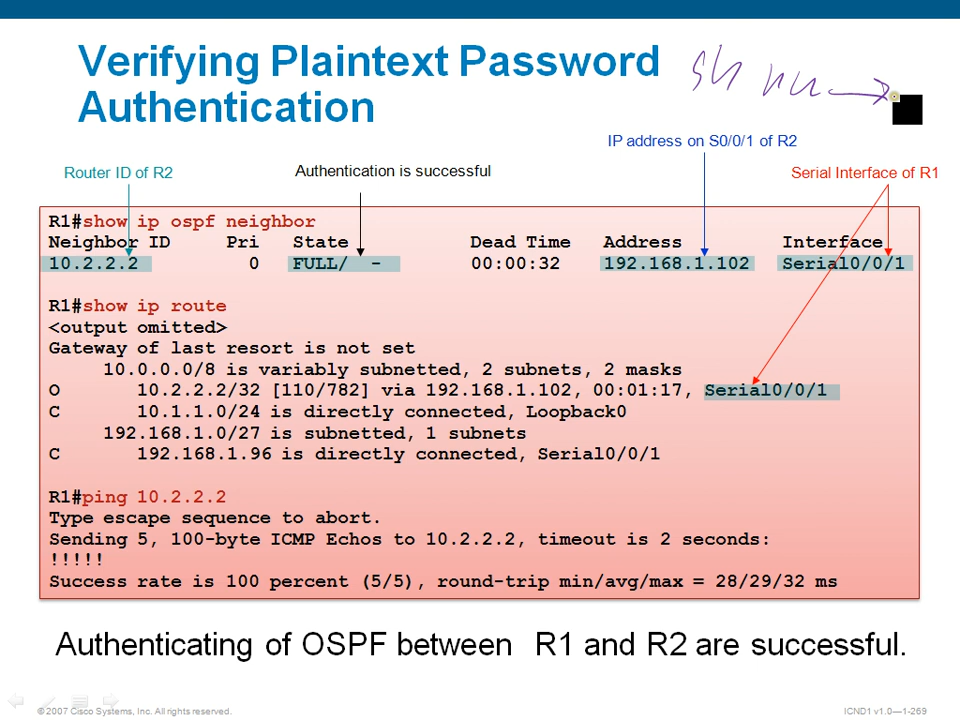 Verifying Plaintext Password
Authentication
sh run
IP address on S0/0/1 of R2
Router ID of R2
Authentication is successful
Serial Interface of R1
R1#show ip ospf neighbor
Neighbor ID Pri State Dead Time Address Interface
10.2.2.2 0 FULL/ - 00:00:32 192.168.1.102 Serial0/0/1
R1#show ip route
<output omitted>
Gateway of last resort is not set
10.0.0.0/8 is variably subnetted, 2 subnets, 2 masks
O 10.2.2.2/32 [110/782] via 192.168.1.102, 00:01:17, Serial0/0/1
C 10.1.1.0/24 is directly connected, Loopback0
192.168.1.0/27 is subnetted, 1 subnets
C 192.168.1.96 is directly connected, Serial0/0/1
R1#ping 10.2.2.2
Type escape sequence to abort.
Sending 5, 100-byte ICMP Echos to 10.2.2.2, timeout is 2 seconds:
!!!!!
Success rate is 100 percent (5/5), round-trip min/avg/max = 28/29/32 ms
Authenticating of OSPF between R1 and R2 are successful.
© 2007 Cisco Systems, Inc. All rights reserved.
ICND1 v1.0—1-269